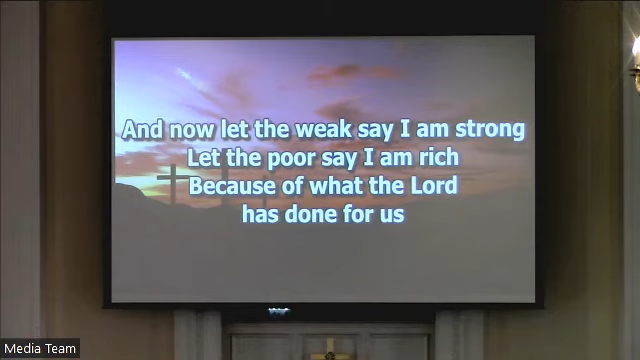 And now let the weak say I am strong
Let the poor say I am rich
Because of what the Lord
has done for us
Media Team